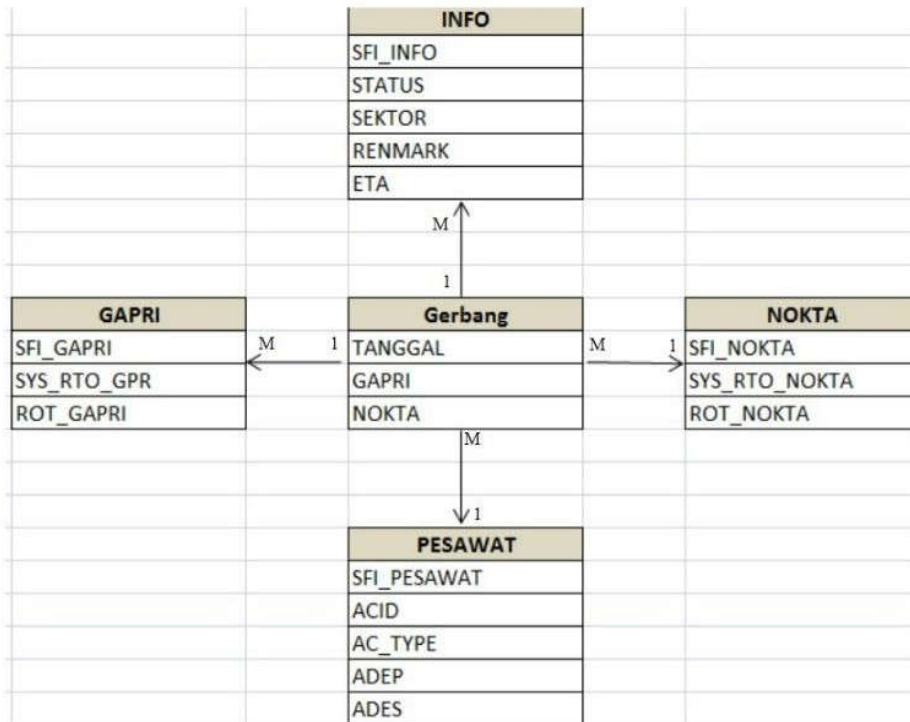 INFO
SFI_INFO
STATUS
SEKTOR
RENMARK
ETA
M
1
GAPRI
SFI_GAPRI
SYS_RTO_GPR
ROT_GAPRI
M
1
Gerbang
TANGGAL
GAPRI
NOKTA
M
1
NOKTA
SFI_NOKTA
SYS_RTO_NOKTA
ROT_NOKTA
M
1
PESAWAT
SFI_PESAWAT
ACID
AC_TYPE
ADEP
ADES